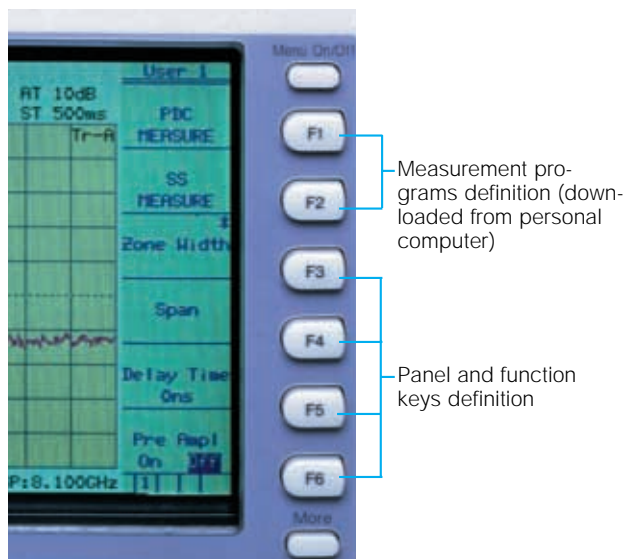 Menu On/Off
User 1
AT 10dB
ST 500ms
Tr-A
PDC
MEASURE
F1
SS
MEASURE
F2
#
Zone Width
F3
Span
F4
Delay Time
0ns
F5
Pre Ampl
On Off
F6
P:8.100GHz
1
More
Measurement pro-
grams definition (down-
loaded from personal
computer)
Panel and function
keys definition